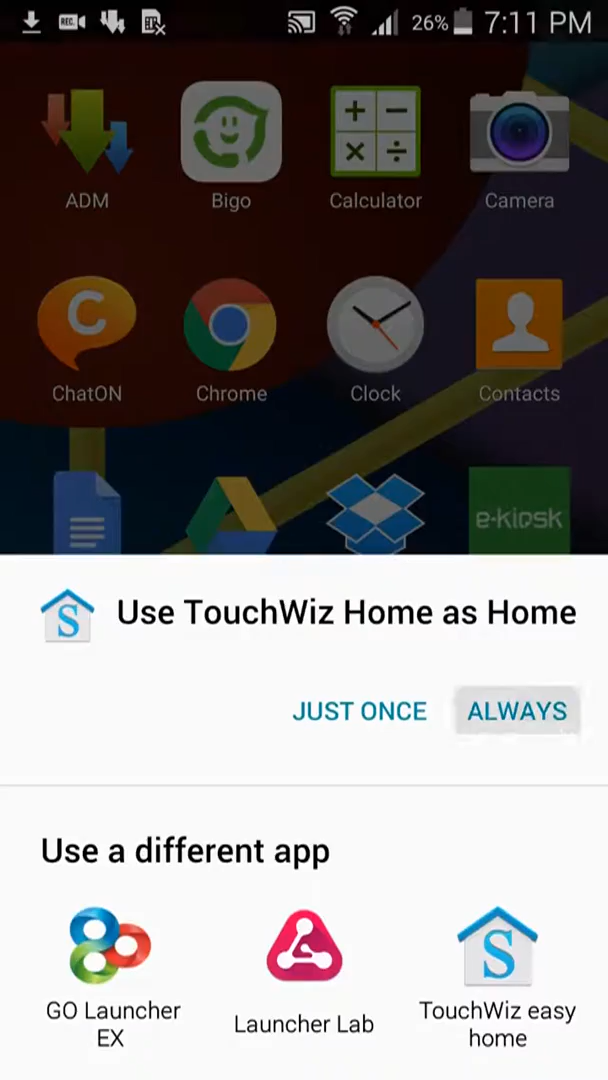 REC
26% 7:11 PM
ADM Bigo Calculator Camera
C
ChatON Chrome Clock Contacts
e-kiosk
S Use TouchWiz Home as Home
JUST ONCE ALWAYS
Use a different app
S
GO Launcher EX
Launcher Lab
TouchWiz easy home